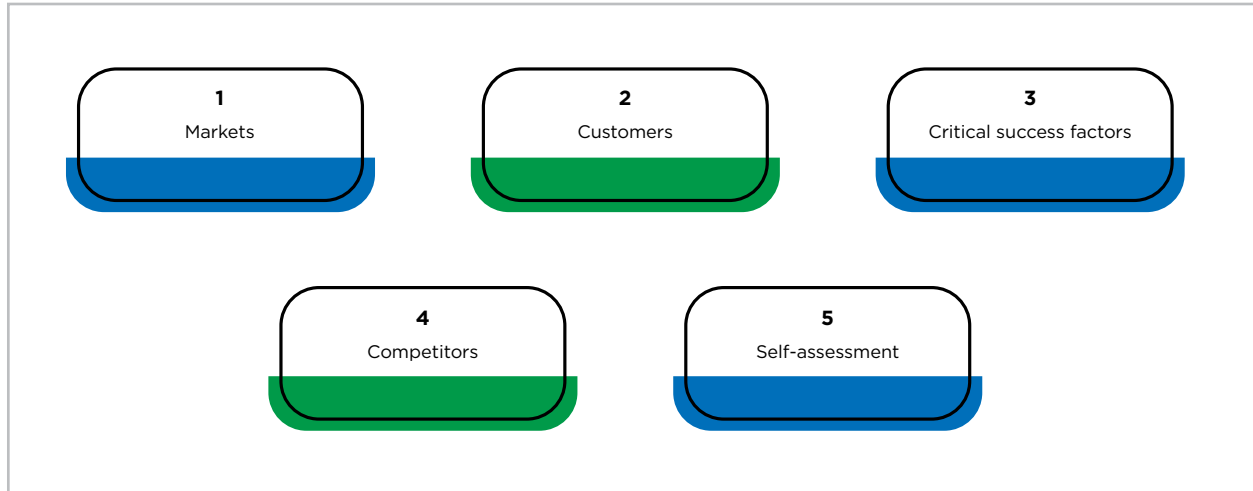 1
Markets
2
Customers
3
Critical success factors
4
Competitors
5
Self-assessment